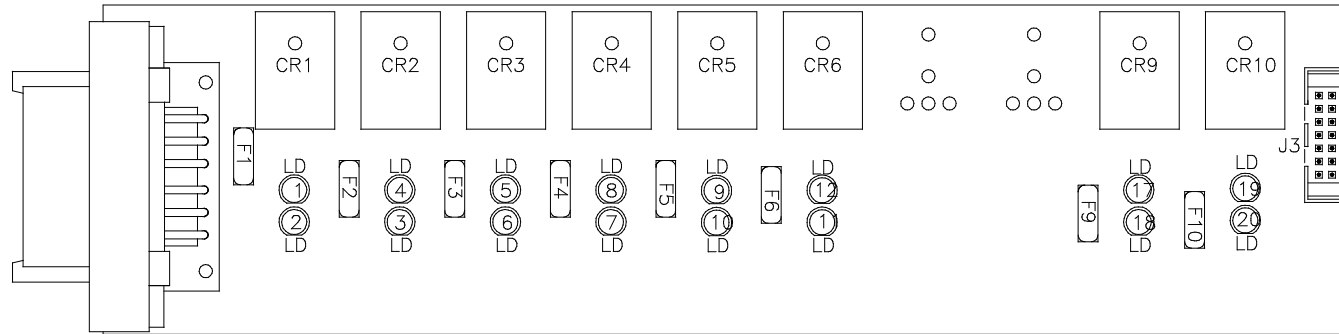 CR1 CR2 CR3 CR4 CR5 CR6 CR9 CR10
J3
F1 F2 F3 F4 F5 F6 F9 F10
LD LD LD LD LD LD LD LD
1 4 5 8 9 12 17 19
2 3 6 7 10 11 18 20
LD LD LD LD LD LD LD LD